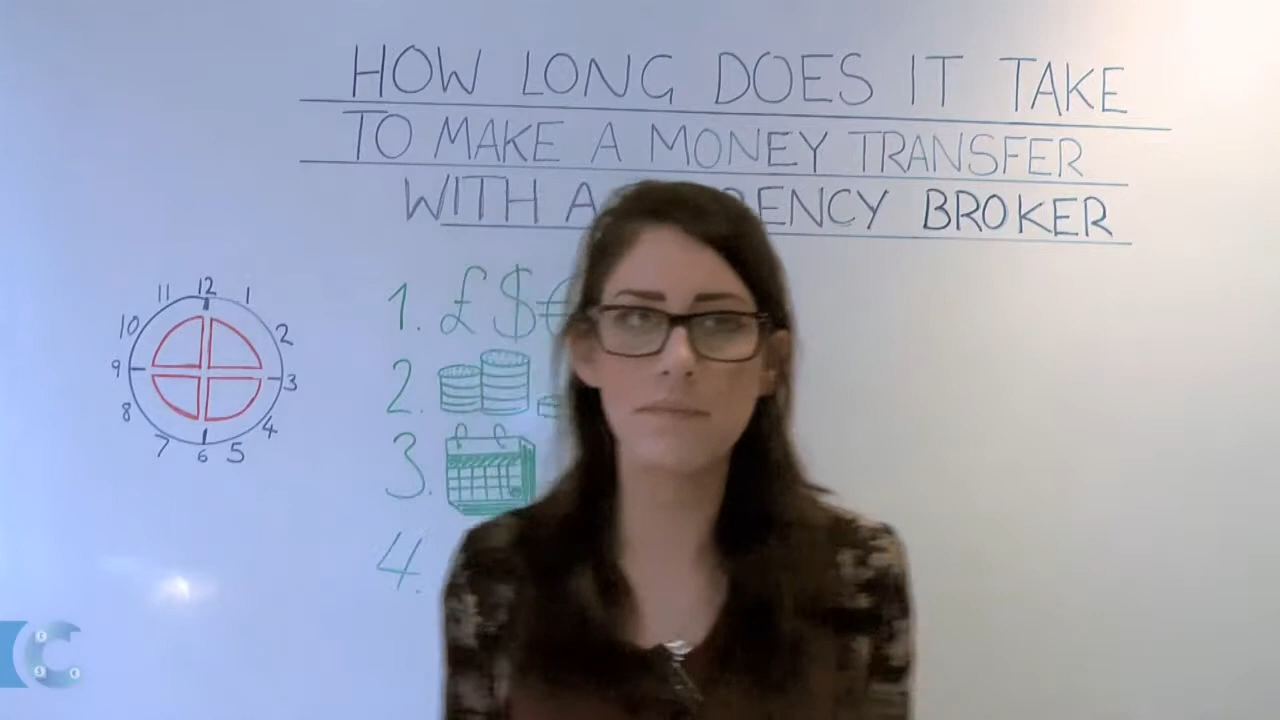 HOW LONG DOES IT TAKE
TO MAKE A MONEY TRANSFER
WITH A ENCY BROKER
11 12 1
10 2
9 3
8 4
7 6 5
1. £ $ €
2.
3.
4.